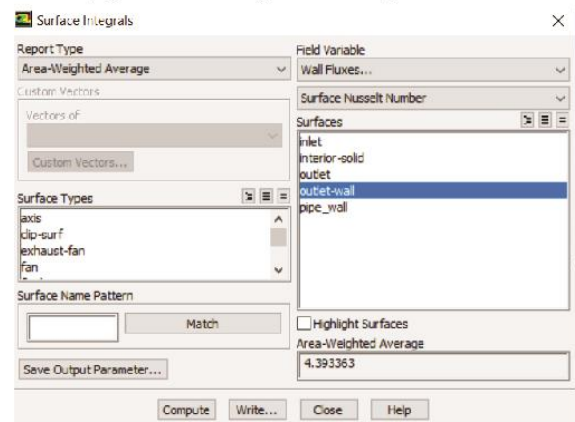 Surface Integrals
Report Type
Area-Weighted Average
Custom Vectors
Vectors of
Custom Vectors...
Surface Types
axis
clip-surf
exhaust-fan
fan
Surface Name Pattern
Match
Save Output Parameter...
Field Variable
Wall Fluxes...
Surface Nusselt Number
Surfaces
inlet
interior-solid
outlet
outlet-wall
pipe_wall
Highlight Surfaces
Area-Weighted Average
4.393363
Compute Write... Close Help